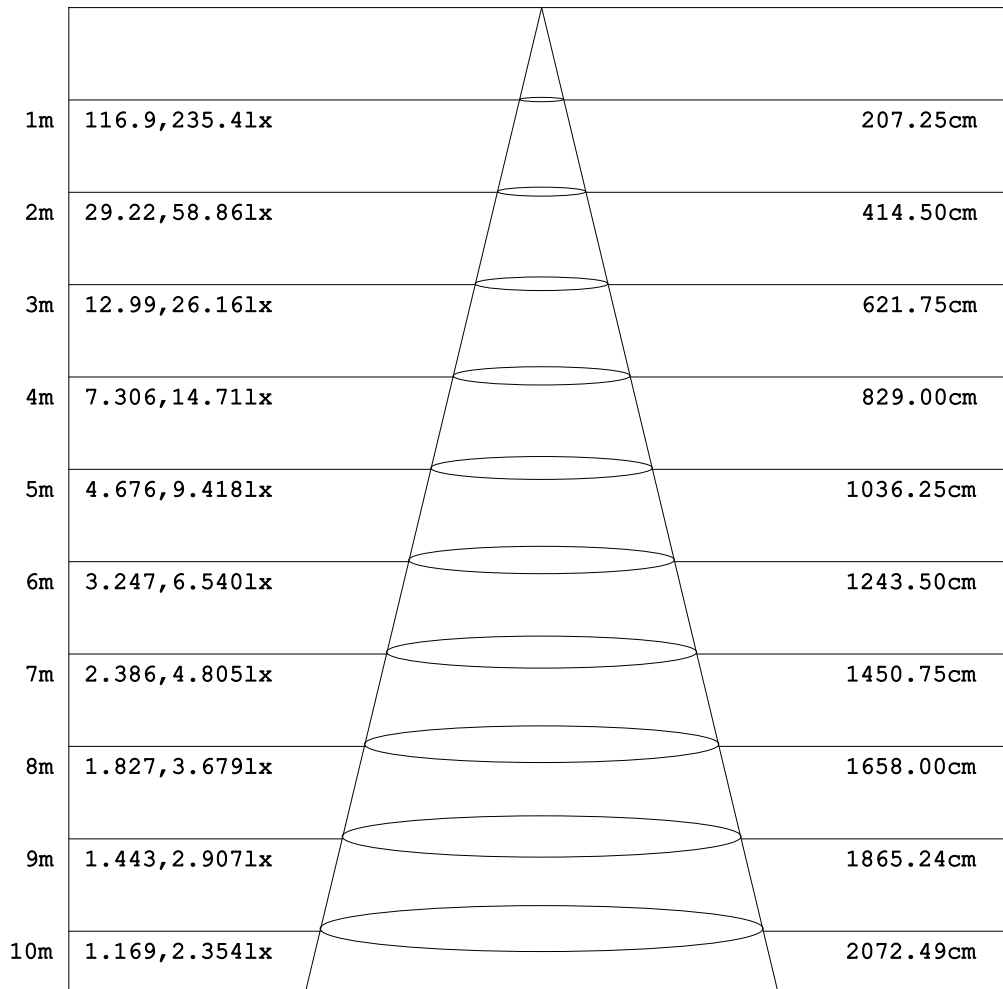 1m 116.9,235.4lx 207.25cm
2m 29.22,58.86lx 414.50cm
3m 12.99,26.16lx 621.75cm
4m 7.306,14.71lx 829.00cm
5m 4.676,9.418lx 1036.25cm
6m 3.247,6.540lx 1243.50cm
7m 2.386,4.805lx 1450.75cm
8m 1.827,3.679lx 1658.00cm
9m 1.443,2.907lx 1865.24cm
10m 1.169,2.354lx 2072.49cm